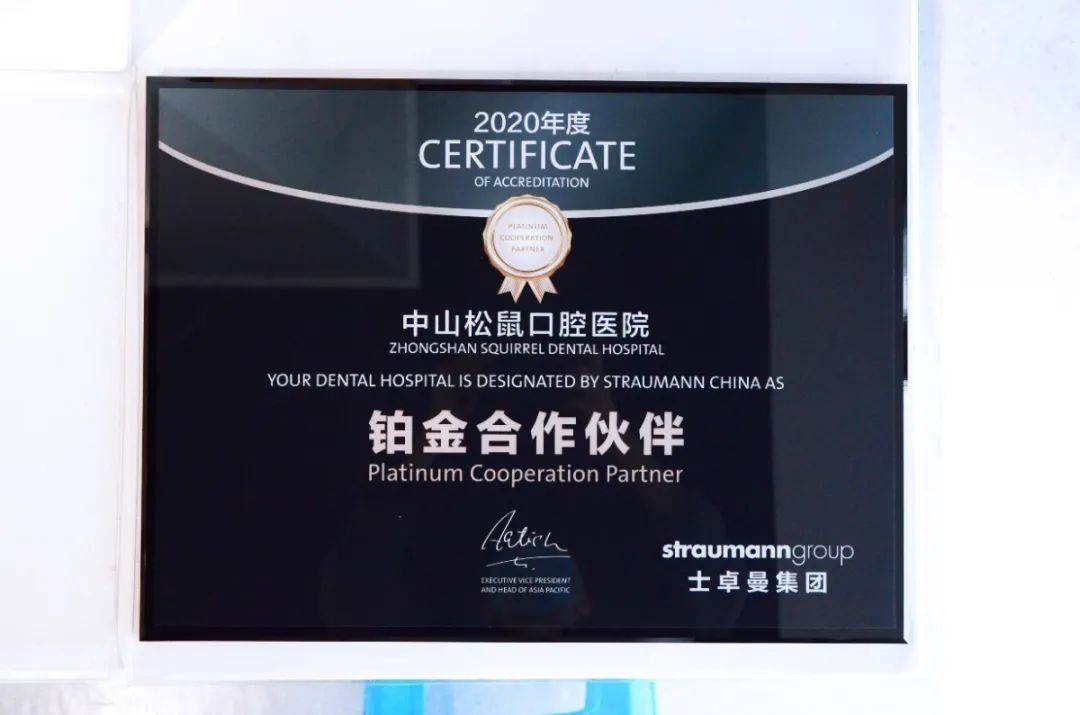 2020年度
CERTIFICATE
OF ACCREDITATION
PLATINUM
COOPERATION
PARTNER
中山松鼠口腔医院
ZHONGSHAN SQUIRREL DENTAL HOSPITAL
YOUR DENTAL HOSPITAL IS DESIGNATED BY STRAUMANN CHINA AS
铂金合作伙伴
Platinum Cooperation Partner
EXECUTIVE VICE PRESIDENT
AND HEAD OF ASIA PACIFIC
straumanngroup
士卓曼集团